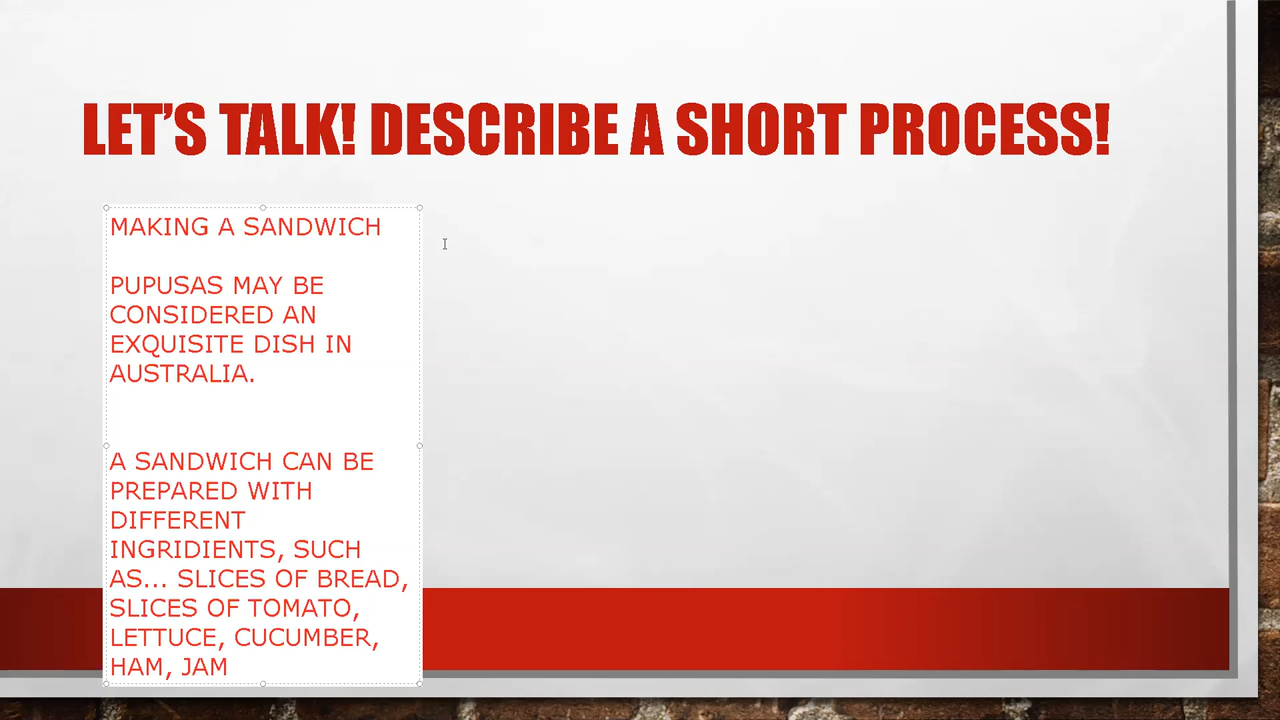 LET'S TALK! DESCRIBE A SHORT PROCESS!
MAKING A SANDWICH
PUPUSAS MAY BE
CONSIDERED AN
EXQUISITE DISH IN
AUSTRALIA.
A SANDWICH CAN BE
PREPARED WITH
DIFFERENT
INGRIDIENTS, SUCH
AS... SLICES OF BREAD,
SLICES OF TOMATO,
LETTUCE, CUCUMBER,
HAM, JAM